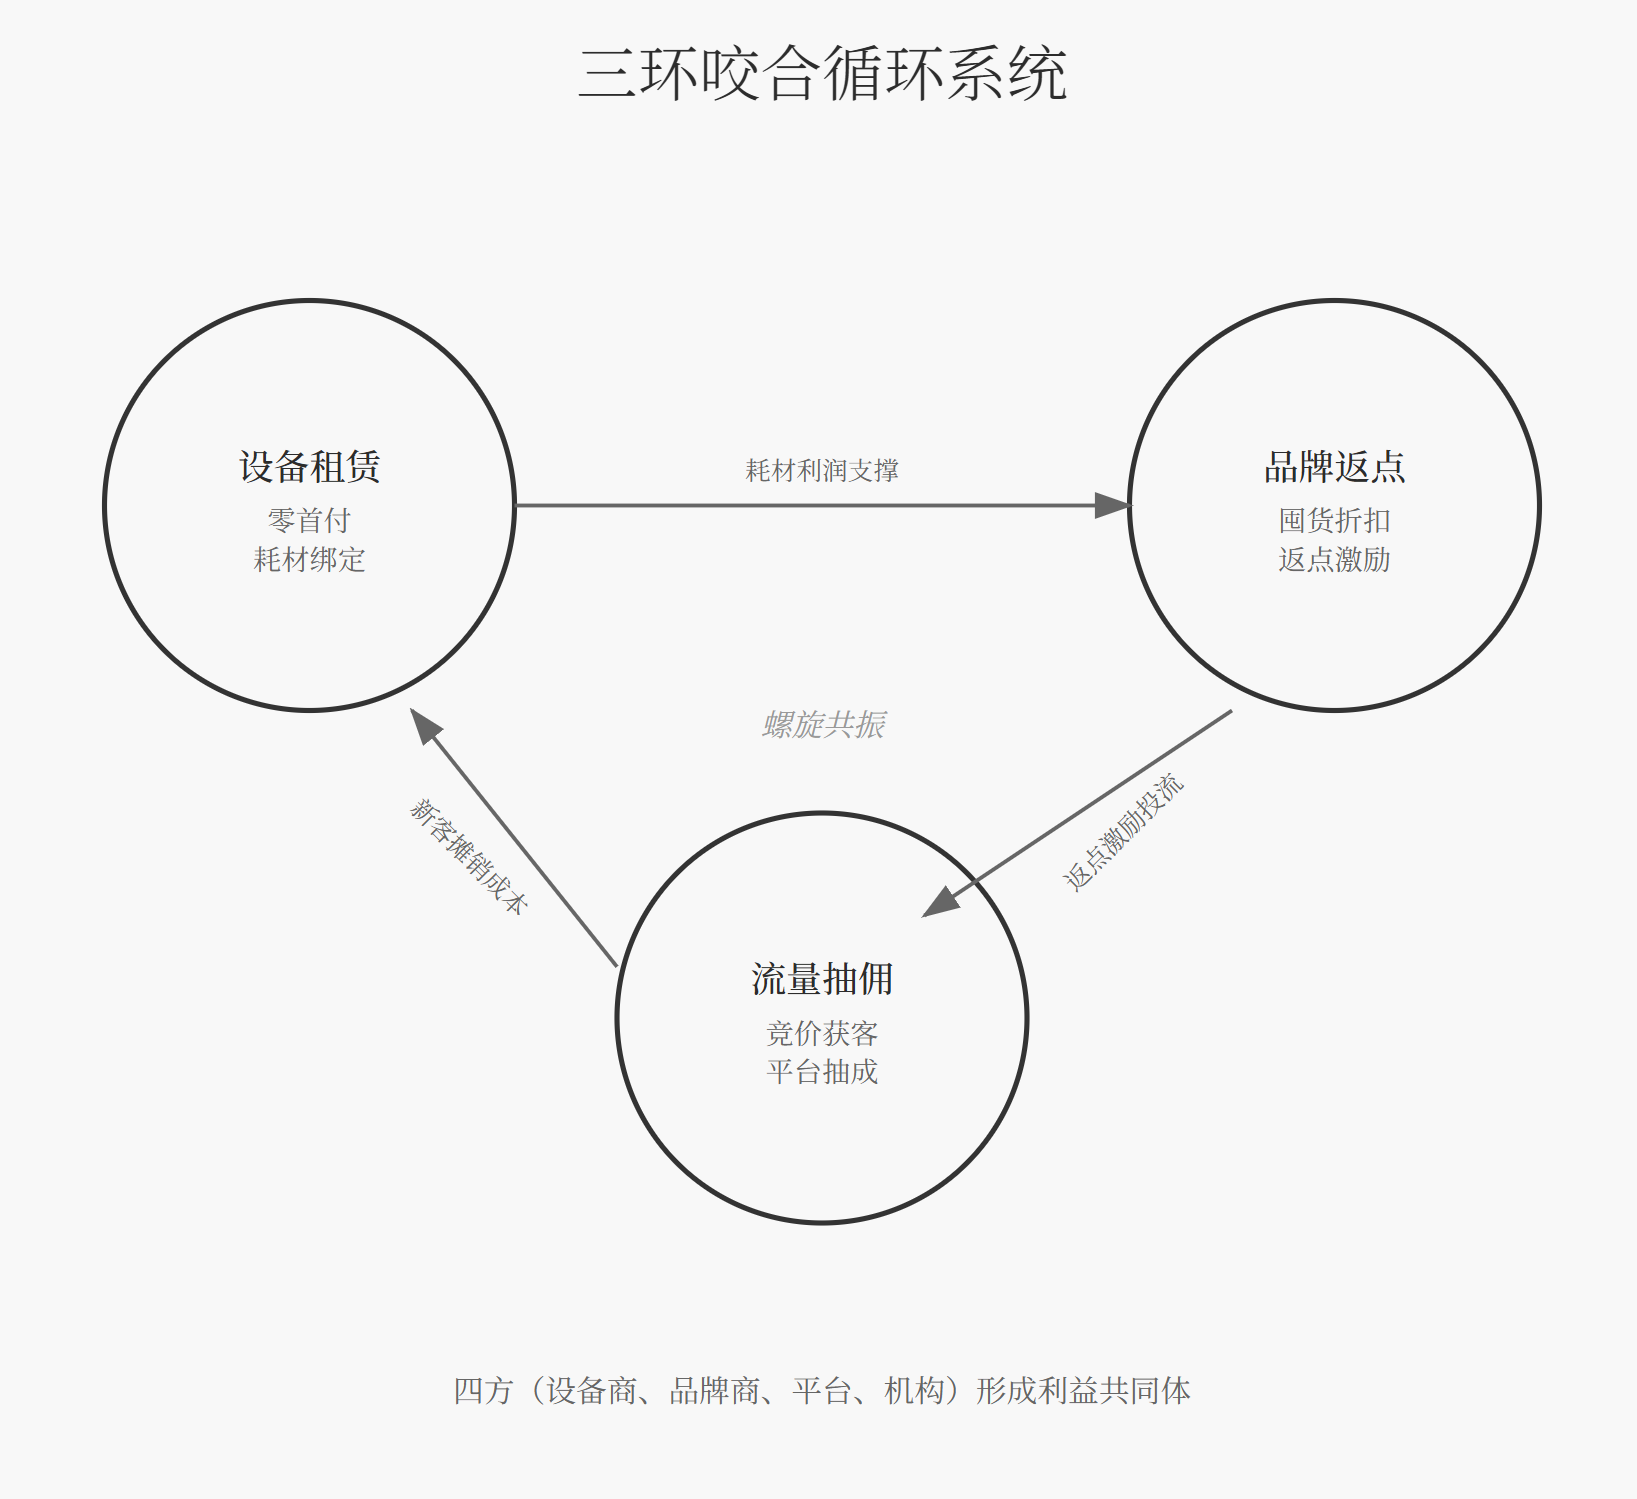 三环咬合循环系统
设备租赁
零首付
耗材绑定
耗材利润支撑
品牌返点
囤货折扣
返点激励
螺旋共振
新客摊销成本
返点激励投流
流量抽佣
竞价获客
平台抽成
四方（设备商、品牌商、平台、机构）形成利益共同体